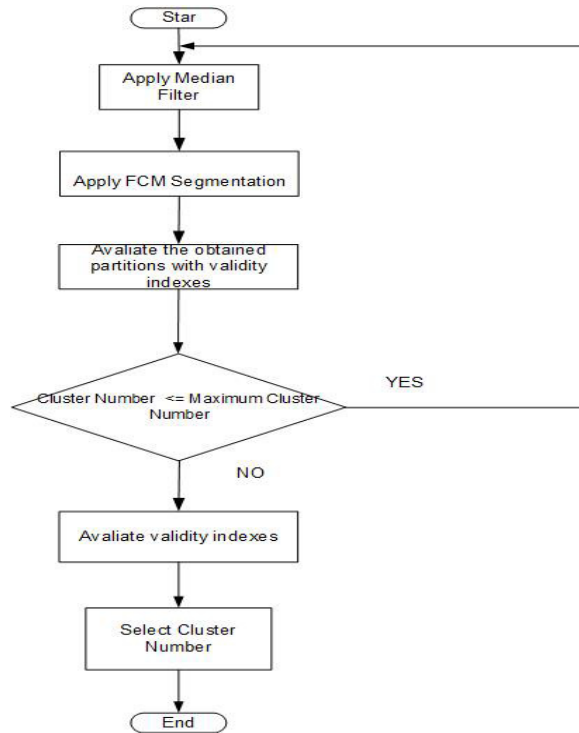 Star
Apply Median
Filter
Apply FCM Segmentation
Avaliate the obtained
partitions with validity
indexes
Cluster Number <= Maximum Cluster
Number
YES
NO
Avaliate validity indexes
Select Cluster
Number
End